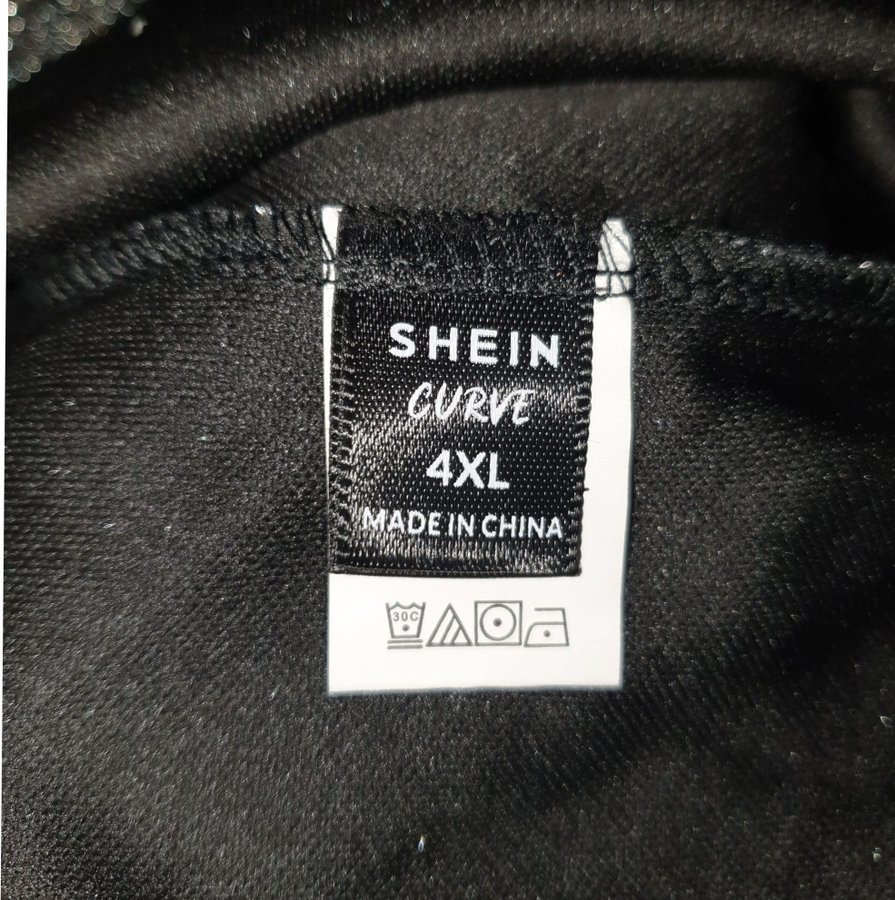 SHEIN
CURVE
4XL
MADE IN CHINA
30C